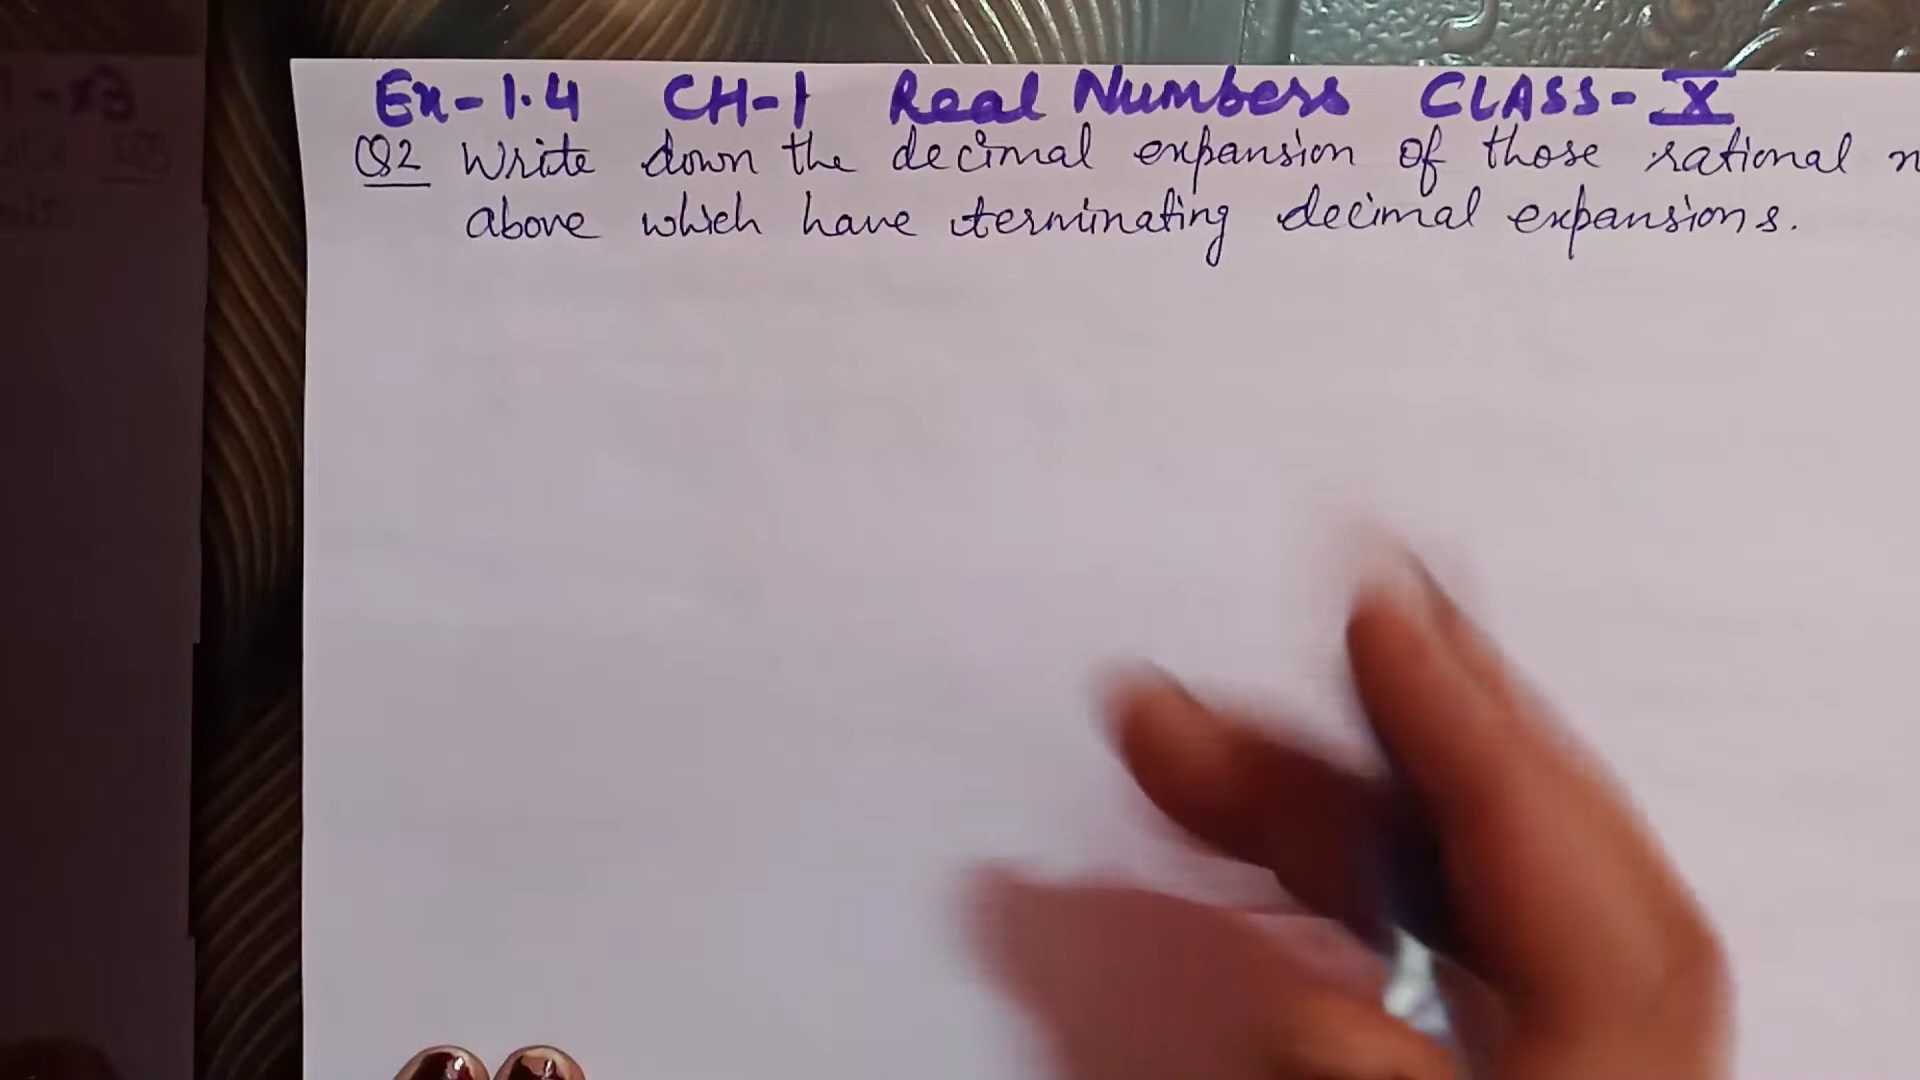 Ex-1.4 CH-1 Real Numbers CLASS-X
Q2 Write down the decimal expansion of those rational n
above which have terminating decimal expansions.